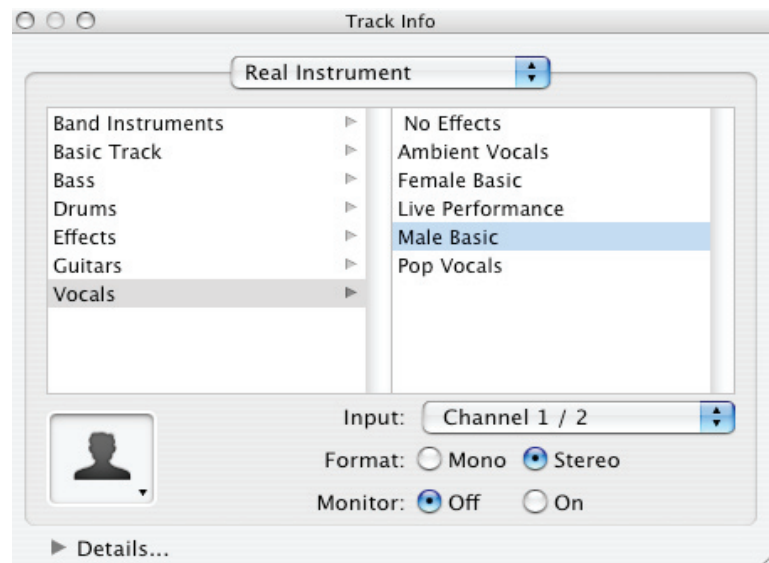 Track Info
Real Instrument
Band Instruments
Basic Track
Bass
Drums
Effects
Guitars
Vocals
No Effects
Ambient Vocals
Female Basic
Live Performance
Male Basic
Pop Vocals
Input: Channel 1 / 2
Format: Mono Stereo
Monitor: Off On
Details...